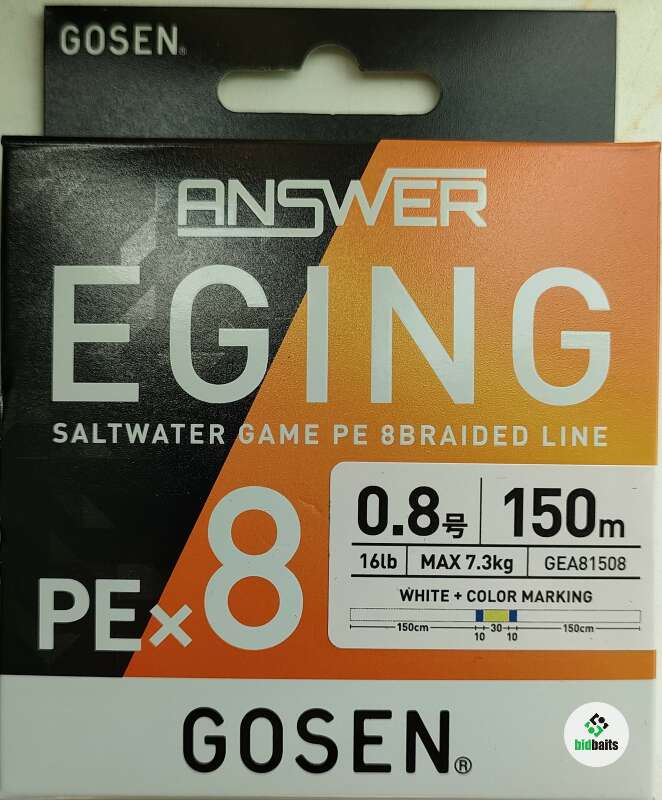 GOSEN®
ANSWER
EGING
SALTWATER GAME PE 8BRAIDED LINE
PE×8
0.8号 150m
16lb MAX 7.3kg GEA81508
WHITE + COLOR MARKING
150cm 10 30 10 150cm
GOSEN®
bidbaits